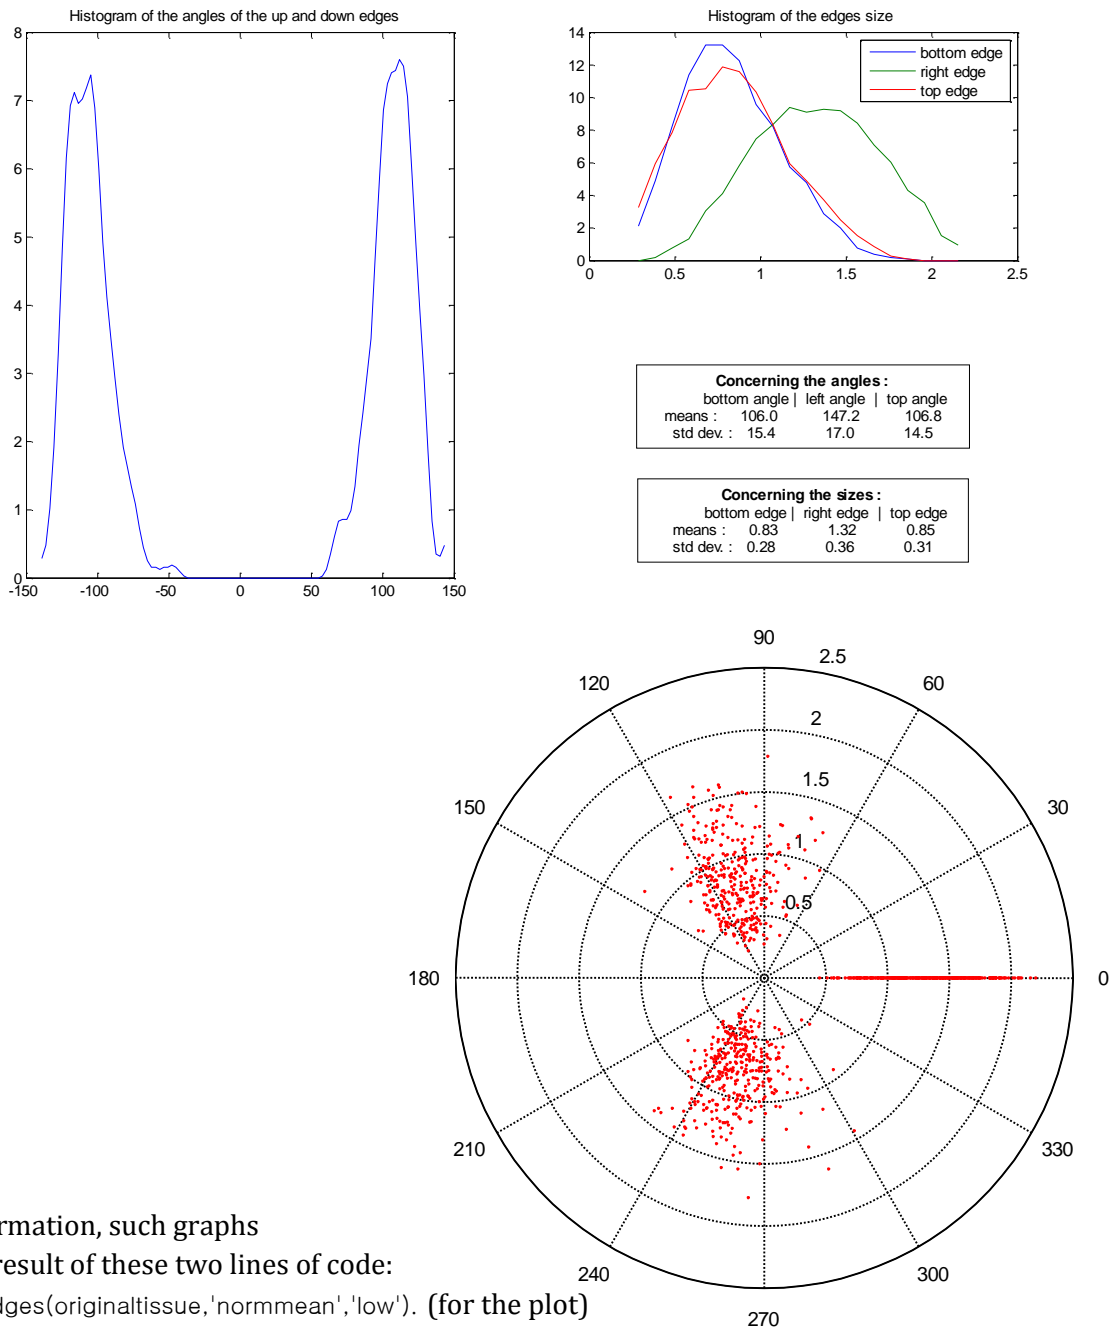 Histogram of the angles of the up and down edges
8
7
6
5
4
3
2
1
0
-150 -100 -50 0 50 100 150
Histogram of the edges size
14
12
10
8
6
4
2
0
0 0.5 1 1.5 2 2.5
bottom edge
right edge
top edge
Concerning the angles :
bottom angle | left angle | top angle
means : 106.0 147.2 106.8
std dev. : 15.4 17.0 14.5
Concerning the sizes :
bottom edge | right edge | top edge
means : 0.83 1.32 0.85
std dev. : 0.28 0.36 0.31
90
2.5
120 60
2
1.5
150 30
1
0.5
180 0
210 330
240 300
270
rmation, such graphs
result of these two lines of code:
dges(originaltissue,'normmean','low'). (for the plot)